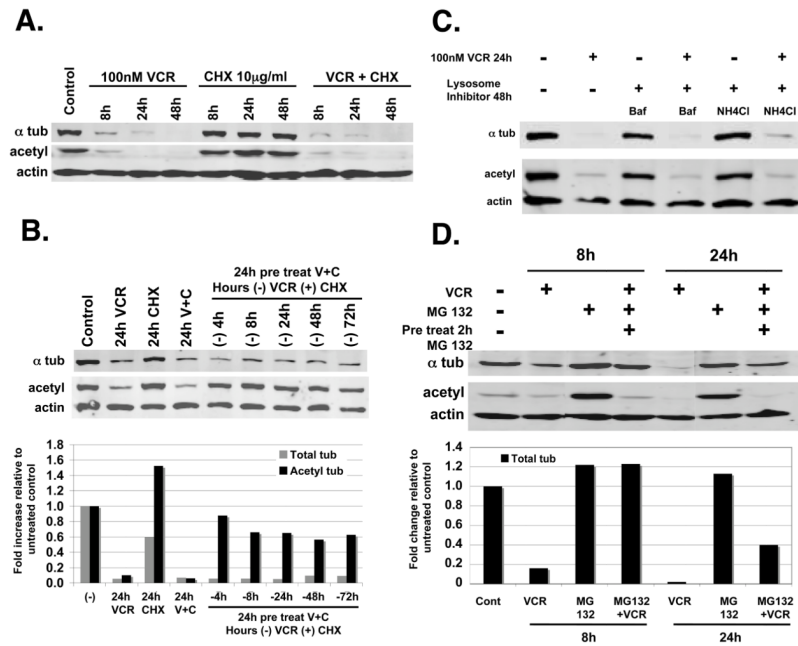 A.
Control
100nM VCR
CHX 10µg/ml
VCR + CHX
8h
24h
48h
8h
24h
48h
8h
24h
48h
α tub
acetyl
actin
B.
24h pre treat V+C
Hours (-) VCR (+) CHX
Control
24h VCR
24h CHX
24h V+C
(-) 4h
(-) 8h
(-) 24h
(-) 48h
(-) 72h
α tub
acetyl
actin
Fold increase relative to
untreated control
1.8
1.6
1.4
1.2
1.0
0.8
0.6
0.4
0.2
0.0
Total tub
Acetyl tub
(-)
24h VCR
24h CHX
24h V+C
-4h
-8h
-24h
-48h
-72h
24h pre treat V+C
Hours (-) VCR (+) CHX
C.
100nM VCR 24h - + - + - +
Lysosome
Inhibitor 48h - - + + + +
Baf Baf NH4Cl NH4Cl
α tub
acetyl
actin
D.
8h
24h
VCR - + + + +
MG 132 - + + + +
Pre treat 2h - + +
MG 132
α tub
acetyl
actin
Fold change relative to
untreated control
1.4
1.2
1.0
0.8
0.6
0.4
0.2
0
Total tub
Cont
VCR
MG 132
MG132 +VCR
VCR
MG 132
MG132 +VCR
8h
24h